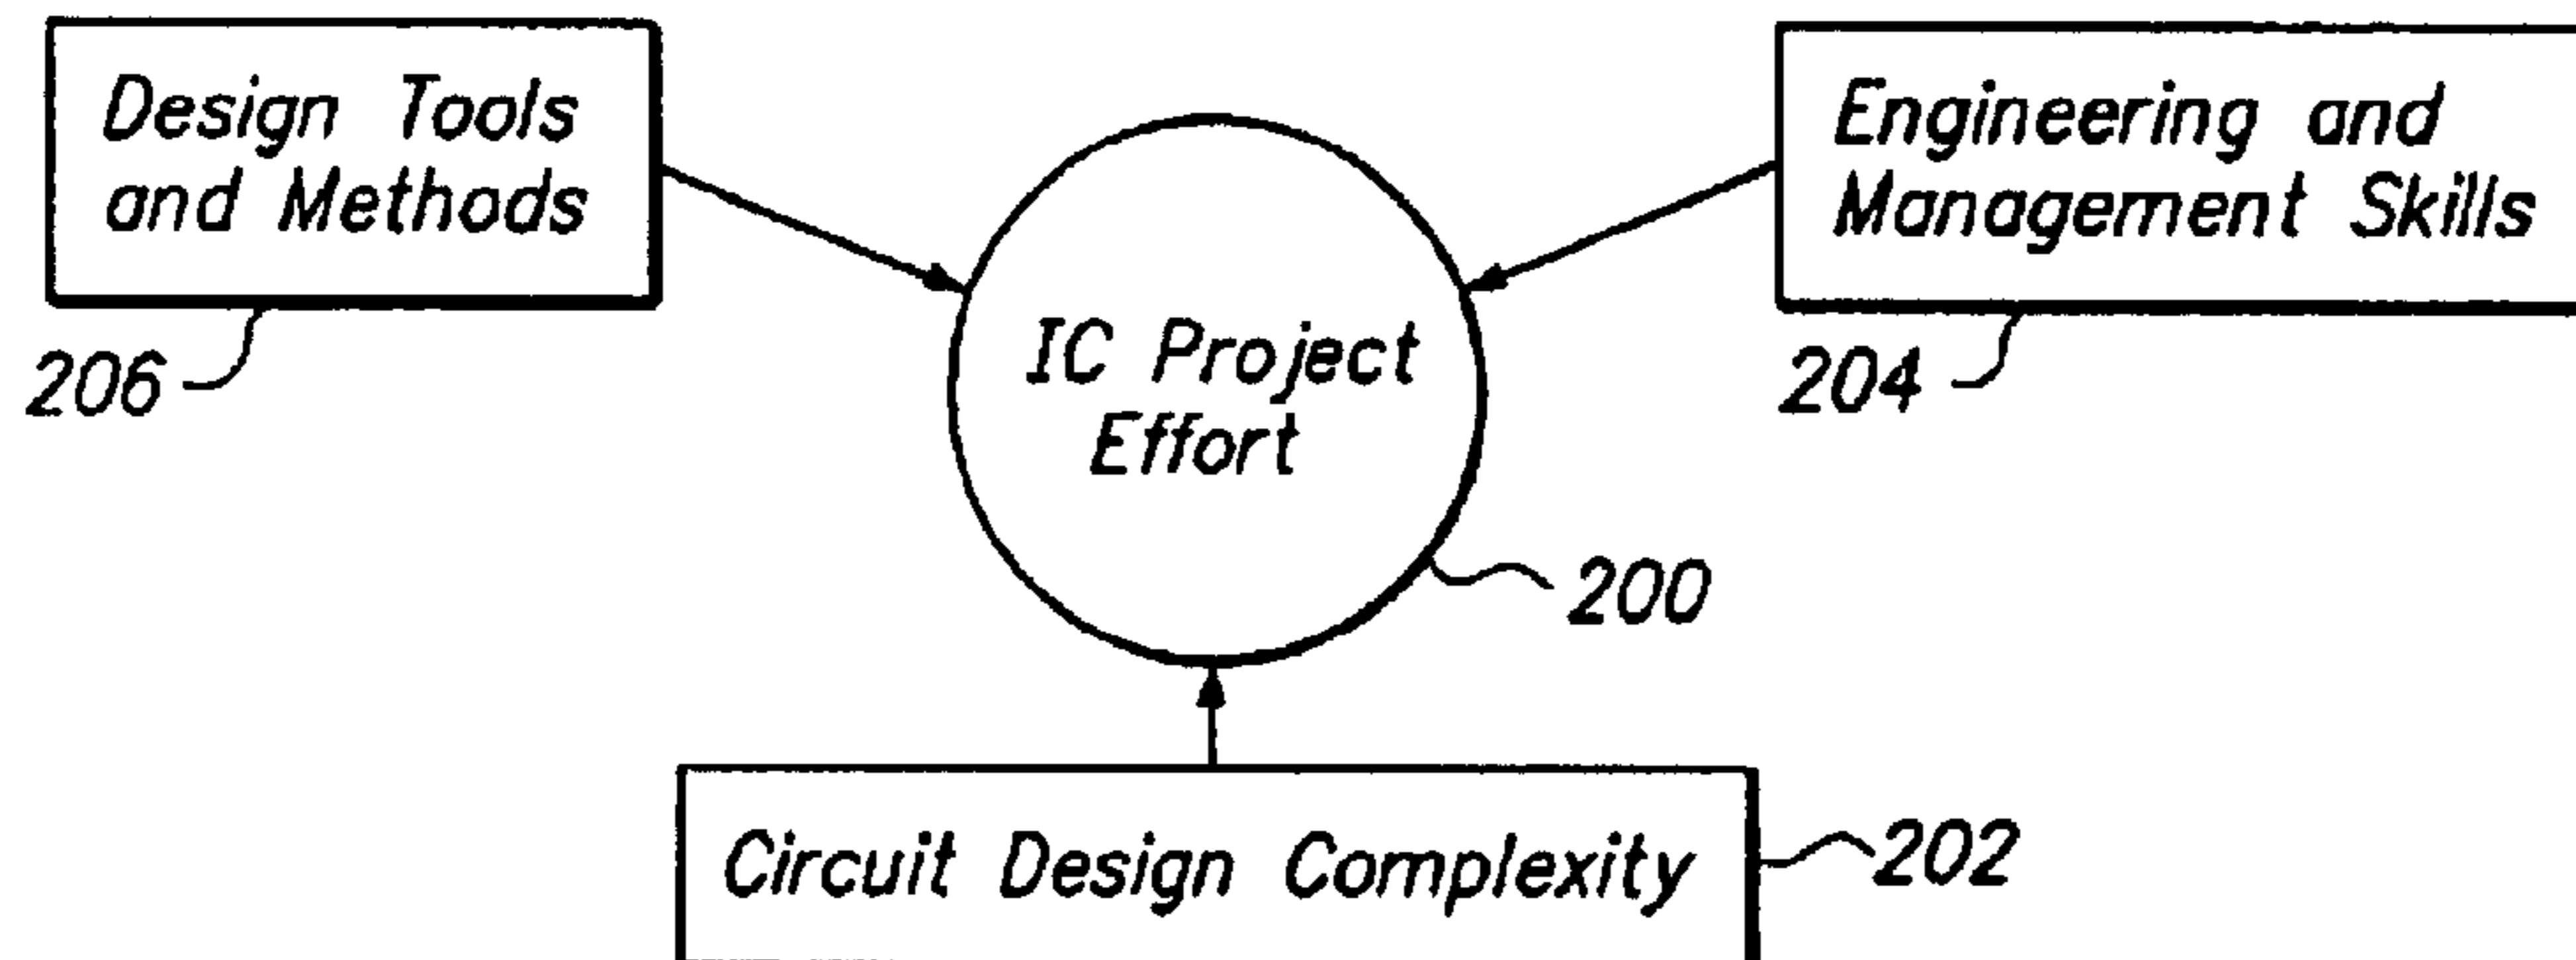 Design Tools
and Methods
206
Engineering and
Management Skills
204
IC Project
Effort
200
Circuit Design Complexity
202